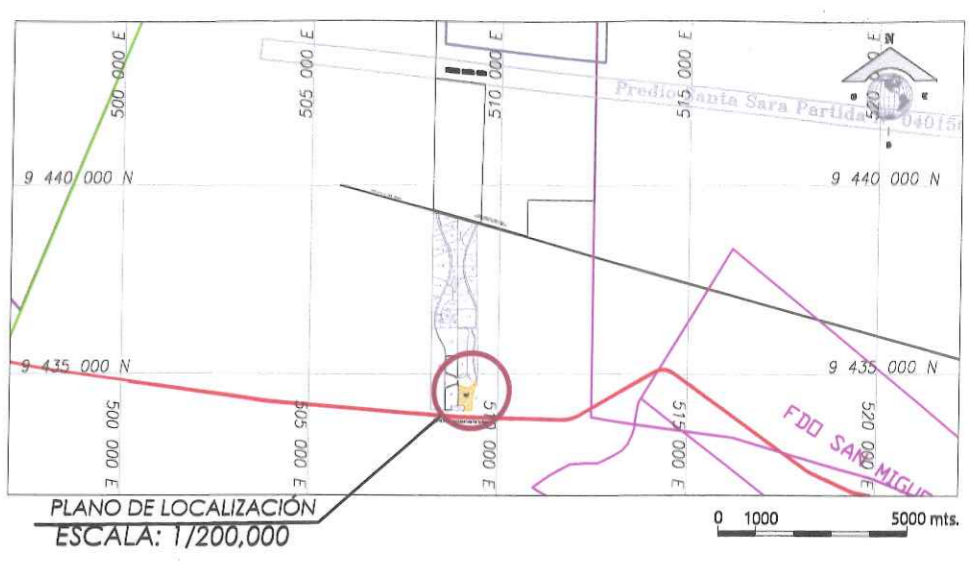 500 000 E
505 000 E
510 000 E
515 000 E
520 000 E
N
Predio Santa Sara Partida N° 040150
9 440 000 N
9 440 000 N
9 435 000 N
9 435 000 N
500 000 E
505 000 E
510 000 E
515 000 E
520 000 E
FDO SAN MIGUE
PLANO DE LOCALIZACIÓN
ESCALA: 1/200,000
0 1000 5000 mts.